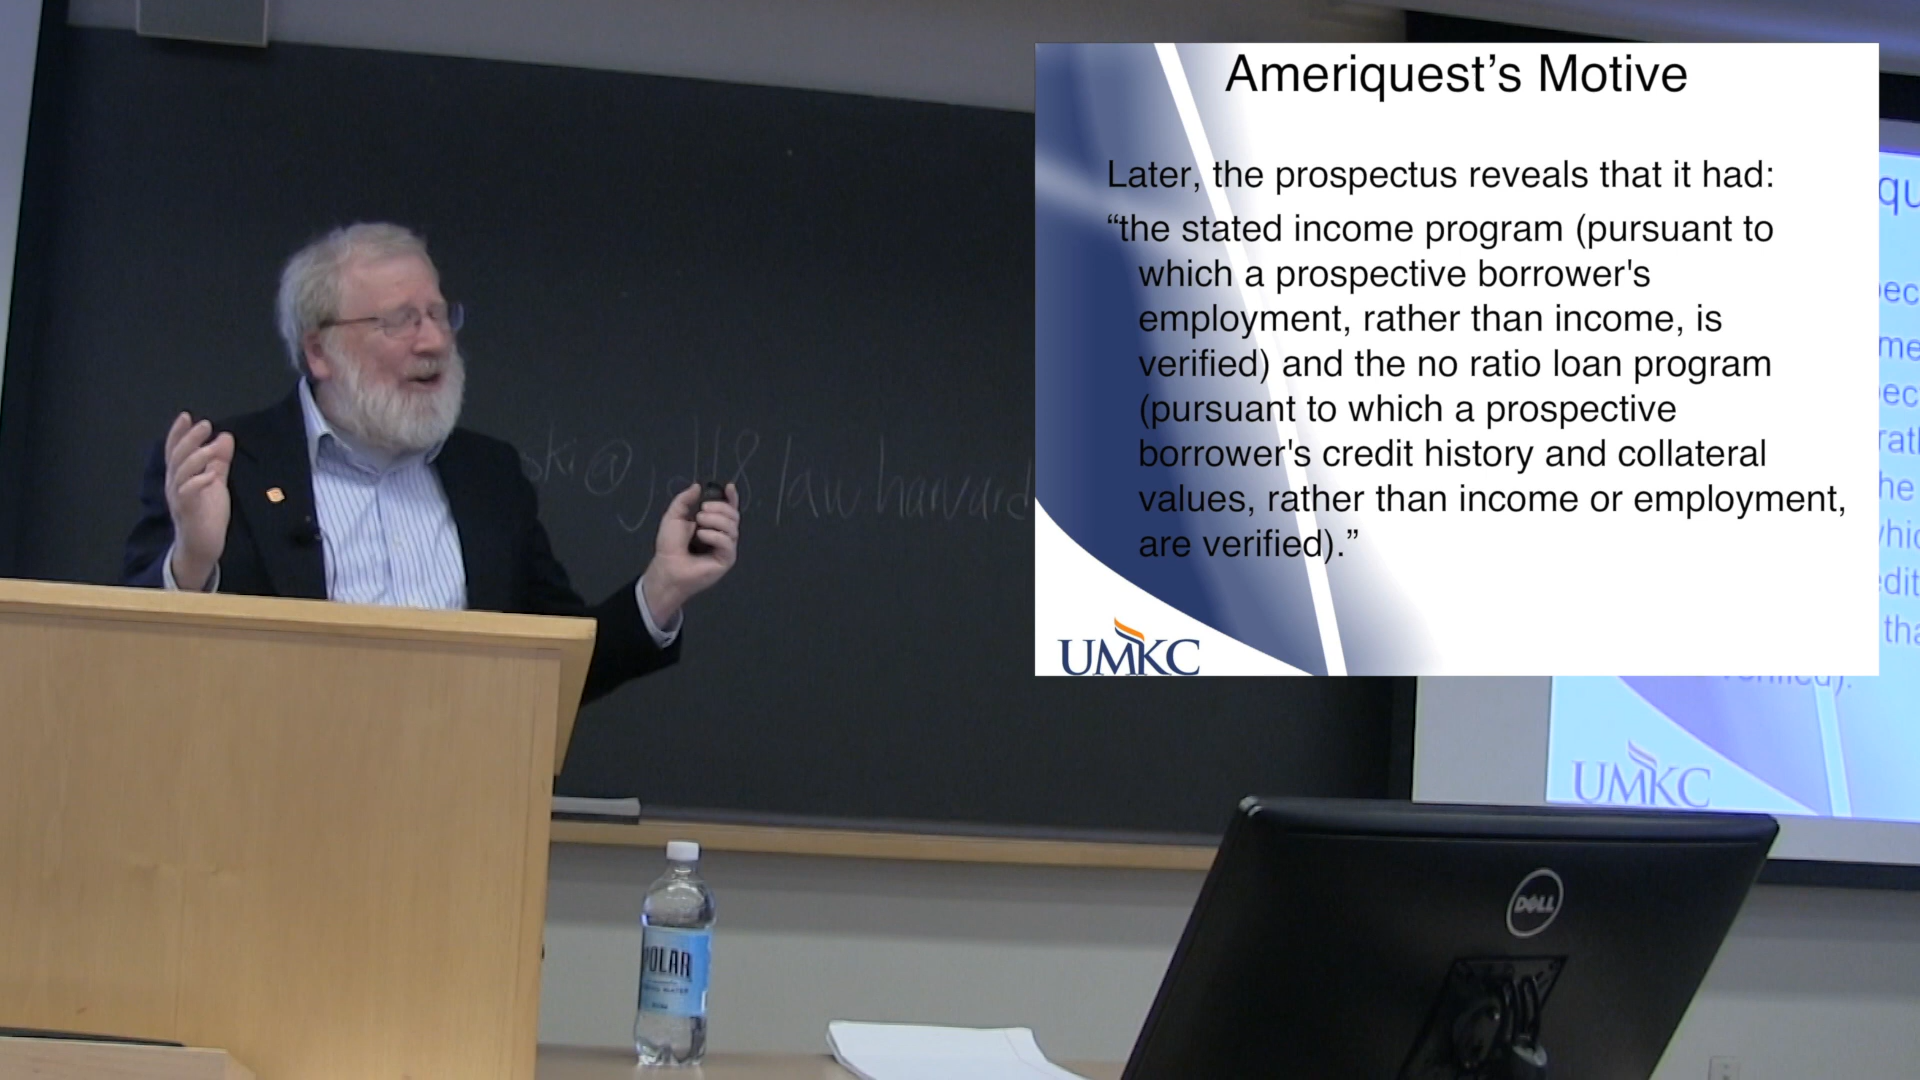 Ameriquest’s Motive
Later, the prospectus reveals that it had:
“the stated income program (pursuant to
which a prospective borrower's
employment, rather than income, is
verified) and the no ratio loan program
(pursuant to which a prospective
borrower's credit history and collateral
values, rather than income or employment,
are verified).”
UMKC
law harvard
UMKC
DELL
POLAR